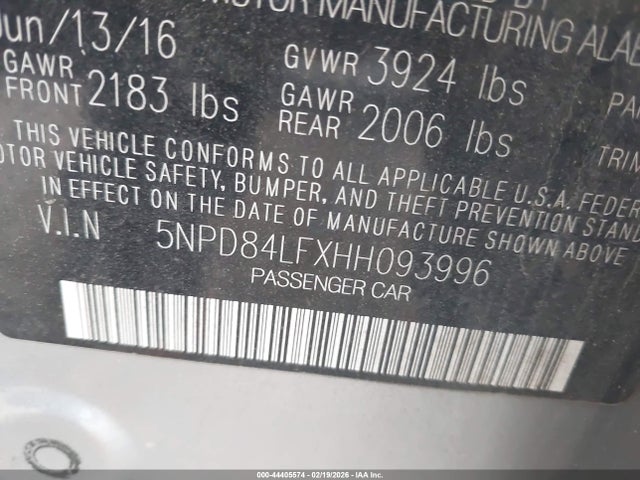 MOTOR MANUFACTURING ALA
Jun/13/16 GVWR 3924 lbs
GAWR FRONT 2183 lbs GAWR REAR 2006 lbs
THIS VEHICLE CONFORMS TO ALL APPLICABLE U.S.A. FEDER
OTOR VEHICLE SAFETY, BUMPER, AND THEFT PREVENTION STAN
IN EFFECT ON THE DATE OF MANUFACTURE SHOWN ABOVE
V.I.N 5NPD84LFXHH093996
PASSENGER CAR
000-44405574 - 02/19/2026 - IAA Inc.